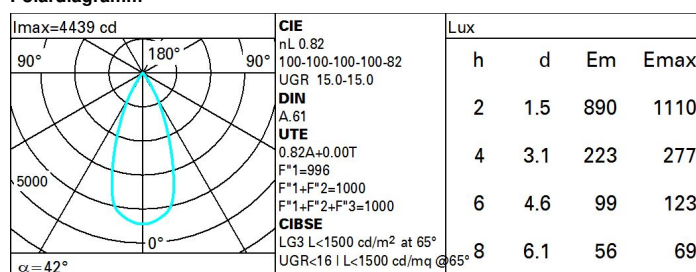 Imax=4439 cd
90° 180° 90°
5000
0°
α=42°
CIE
nL 0.82
100-100-100-100-82
UGR 15.0-15.0
DIN
A.61
UTE
0.82A+0.00T
F"1=996
F"1+F"2=1000
F"1+F"2+F"3=1000
CIBSE
LG3 L<1500 cd/m² at 65°
UGR<16 | L<1500 cd/mq @65°
Lux
h d Em Emax
2 1.5 890 1110
4 3.1 223 277
6 4.6 99 123
8 6.1 56 69